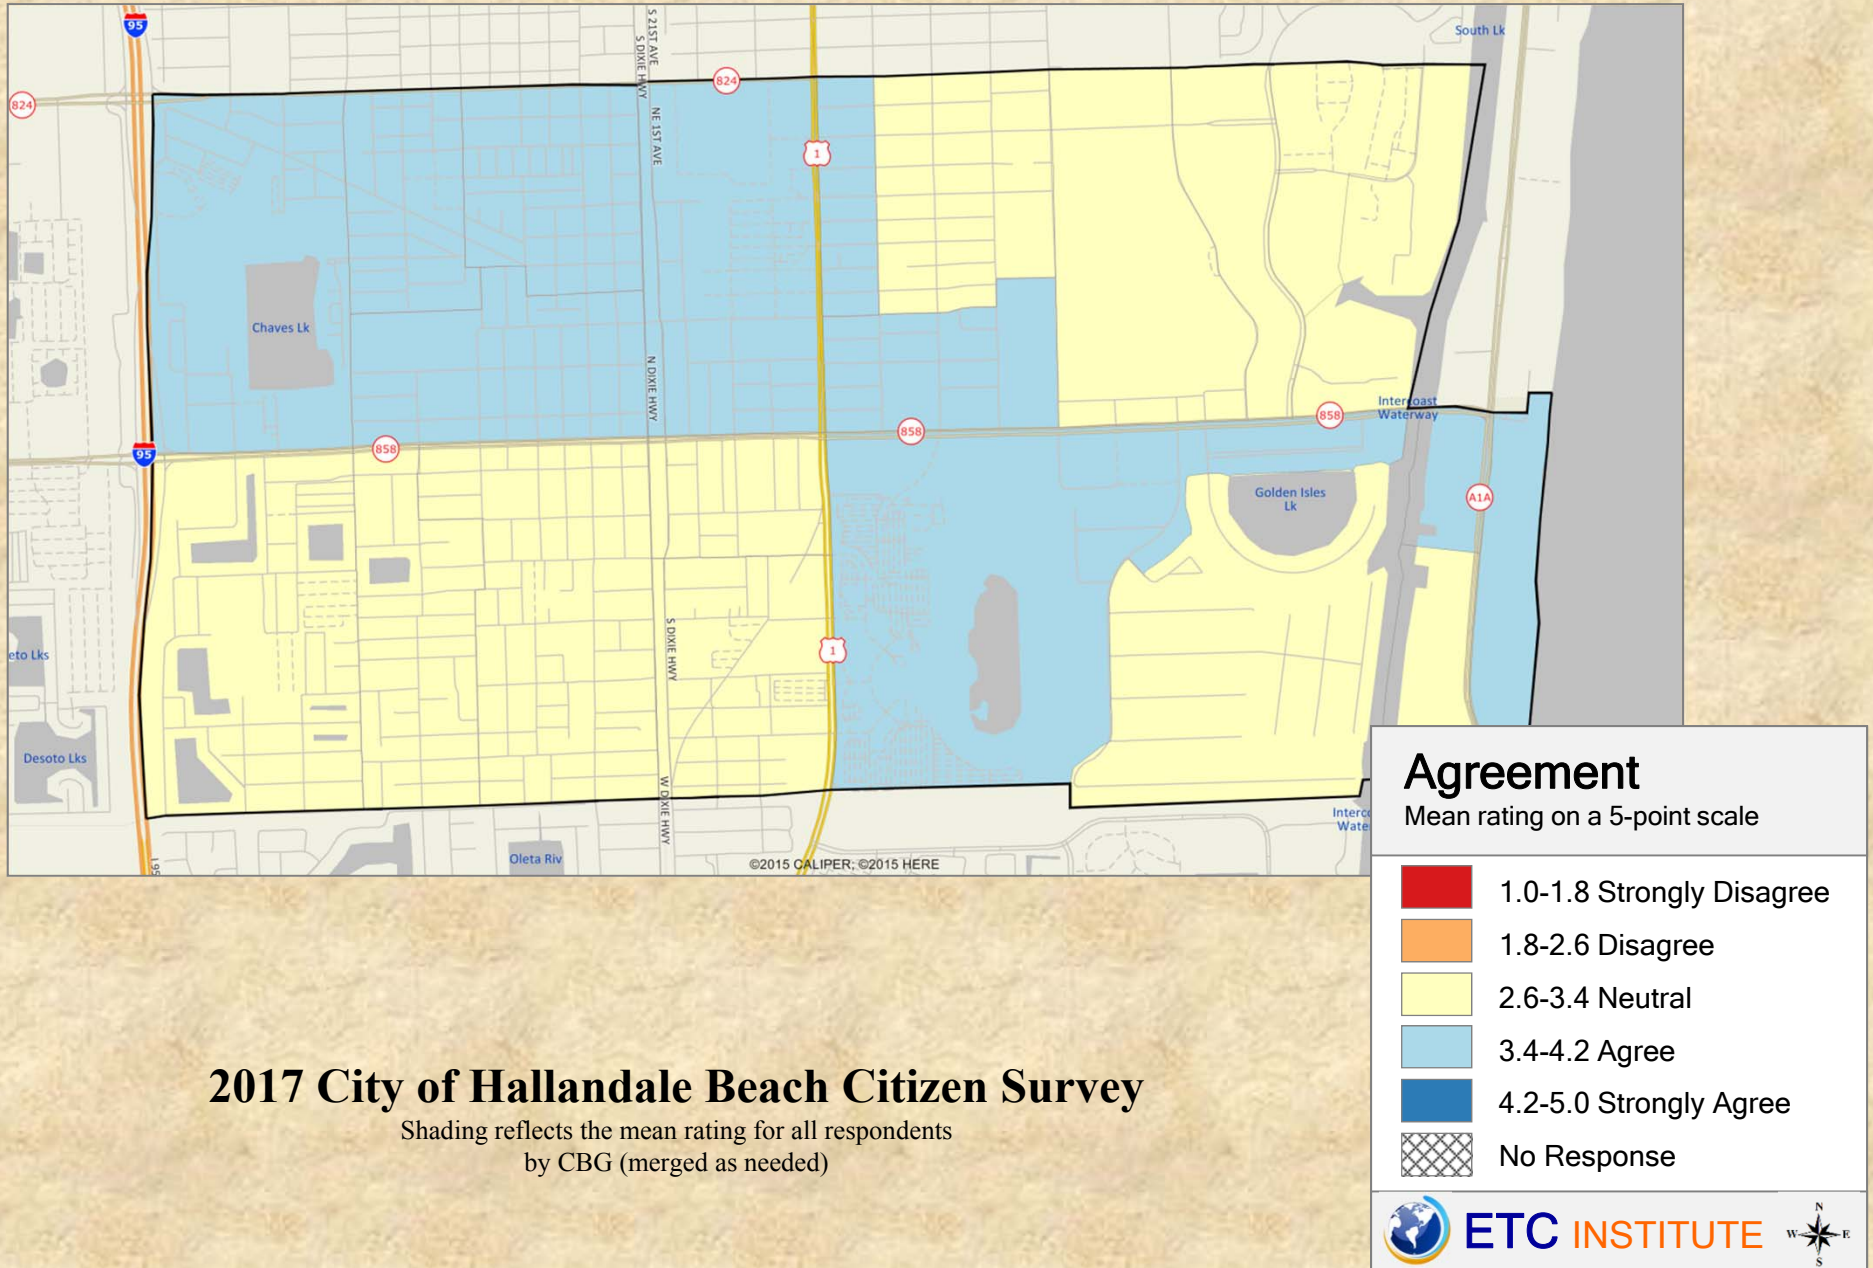 95
South Lk
824
824
S 21ST AVE
S DIXIE HWY
NE 1ST AVE
1
Chaves Lk
N DIXIE HWY
Intercoast
Waterway
858
858
858
95
Golden Isles
Lk
A1A
S DIXIE HWY
1
eto Lks
Desoto Lks
W DIXIE HWY
Oleta Riv
I 95
©2015 CALIPER; ©2015 HERE
Interco
Wate
Agreement
Mean rating on a 5-point scale
1.0-1.8 Strongly Disagree
1.8-2.6 Disagree
2.6-3.4 Neutral
3.4-4.2 Agree
4.2-5.0 Strongly Agree
No Response
2017 City of Hallandale Beach Citizen Survey
Shading reflects the mean rating for all respondents
by CBG (merged as needed)
ETC INSTITUTE
N
W E
S